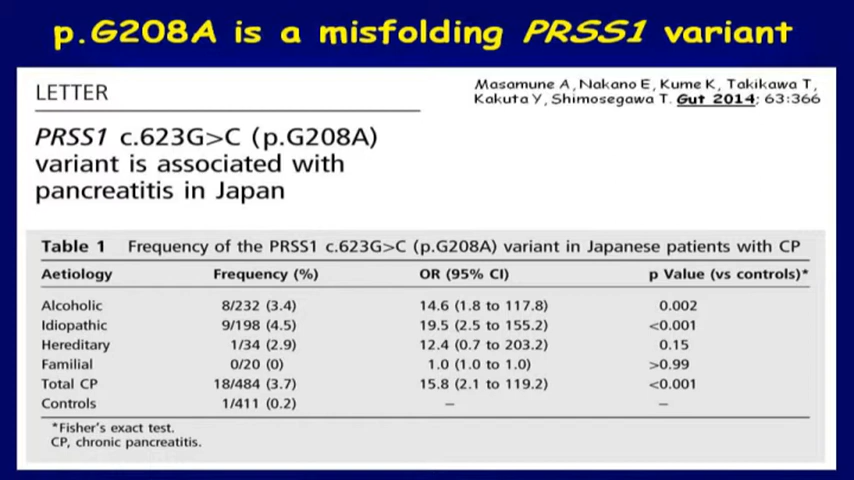 p.G208A is a misfolding PRSS1 variant
LETTER
Masamune A, Nakano E, Kume K, Takikawa T,
Kakuta Y, Shimosegawa T. Gut 2014; 63:366
PRSS1 c.623G>C (p.G208A)
variant is associated with
pancreatitis in Japan
Table 1 Frequency of the PRSS1 c.623G>C (p.G208A) variant in Japanese patients with CP
Aetiology Frequency (%) OR (95% CI) p Value (vs controls)*
Alcoholic 8/232 (3.4) 14.6 (1.8 to 117.8) 0.002
Idiopathic 9/198 (4.5) 19.5 (2.5 to 155.2) <0.001
Hereditary 1/34 (2.9) 12.4 (0.7 to 203.2) 0.15
Familial 0/20 (0) 1.0 (1.0 to 1.0) >0.99
Total CP 18/484 (3.7) 15.8 (2.1 to 119.2) <0.001
Controls 1/411 (0.2) – –
*Fisher's exact test.
CP, chronic pancreatitis.